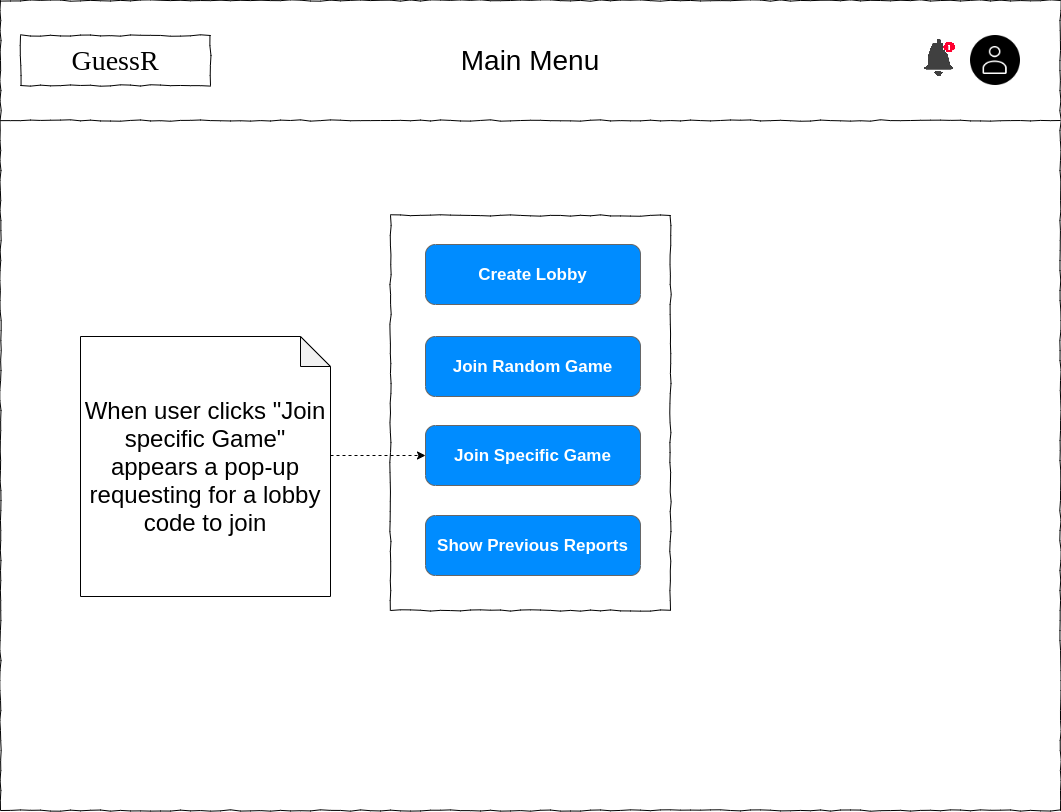 GuessR
Main Menu
Create Lobby
Join Random Game
When user clicks "Join
specific Game"
appears a pop-up
requesting for a lobby
code to join
Join Specific Game
Show Previous Reports